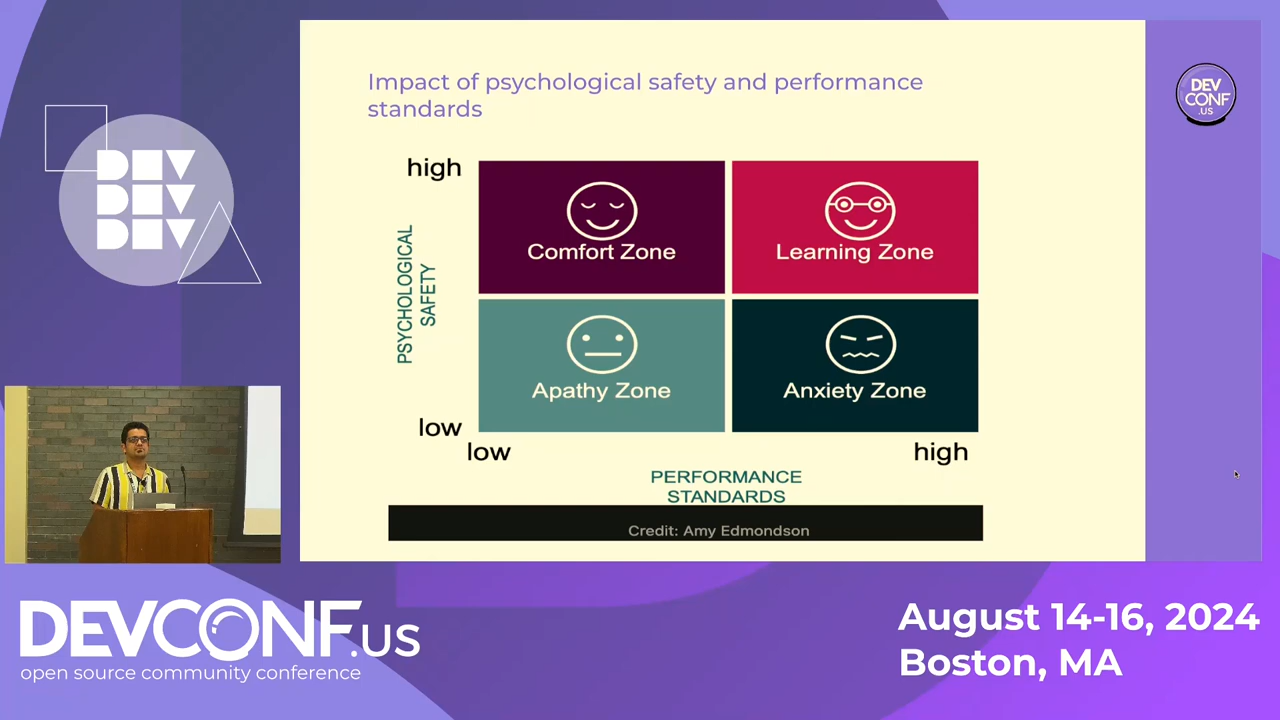 DEV
DEV
DEV
Impact of psychological safety and performance
standards
DEV
CONF
.US
high
PSYCHOLOGICAL
SAFETY
Comfort Zone
Learning Zone
Apathy Zone
Anxiety Zone
low
low
high
PERFORMANCE
STANDARDS
Credit: Amy Edmondson
DEVCONF.US
open source community conference
August 14-16, 2024
Boston, MA